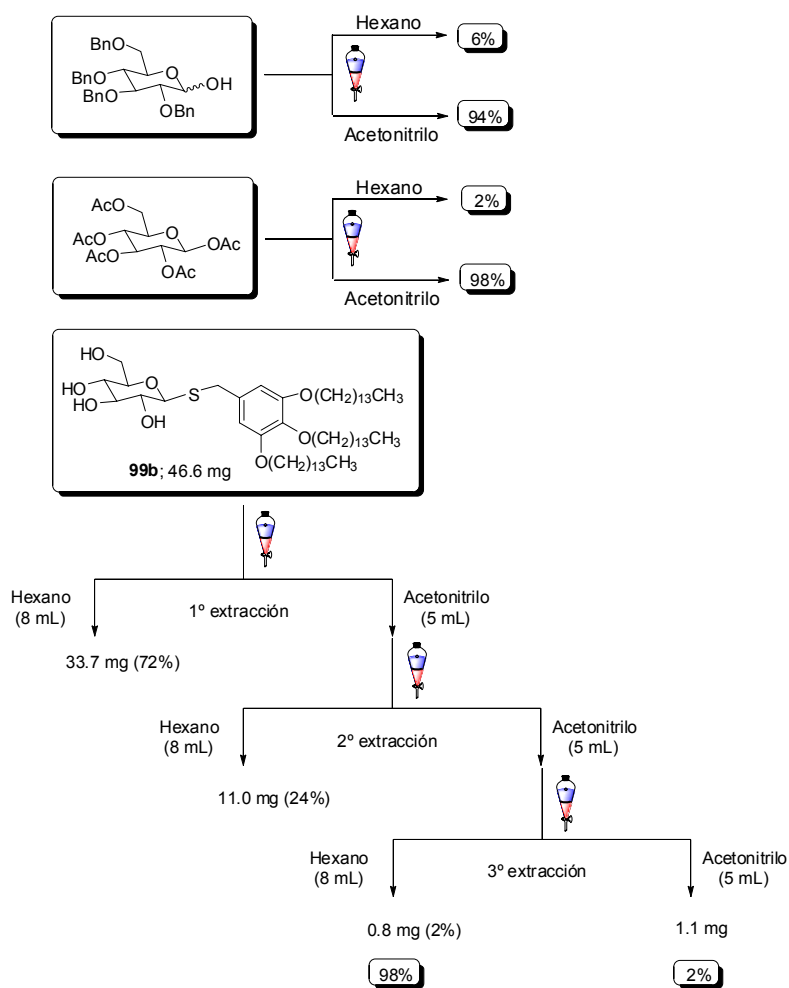 Hexano
6%
BnO
BnO
BnO
O
OH
OBn
94%
Acetonitrilo
Hexano
2%
AcO
AcO
AcO
O
OAc
OAc
98%
Acetonitrilo
HO
HO
HO
O
S
OH
O(CH2)13CH3
O(CH2)13CH3
O(CH2)13CH3
99b; 46.6 mg
Hexano
(8 mL)
1º extracción
Acetonitrilo
(5 mL)
33.7 mg (72%)
Hexano
(8 mL)
2º extracción
Acetonitrilo
(5 mL)
11.0 mg (24%)
Hexano
(8 mL)
3º extracción
Acetonitrilo
(5 mL)
0.8 mg (2%)
1.1 mg
98%
2%